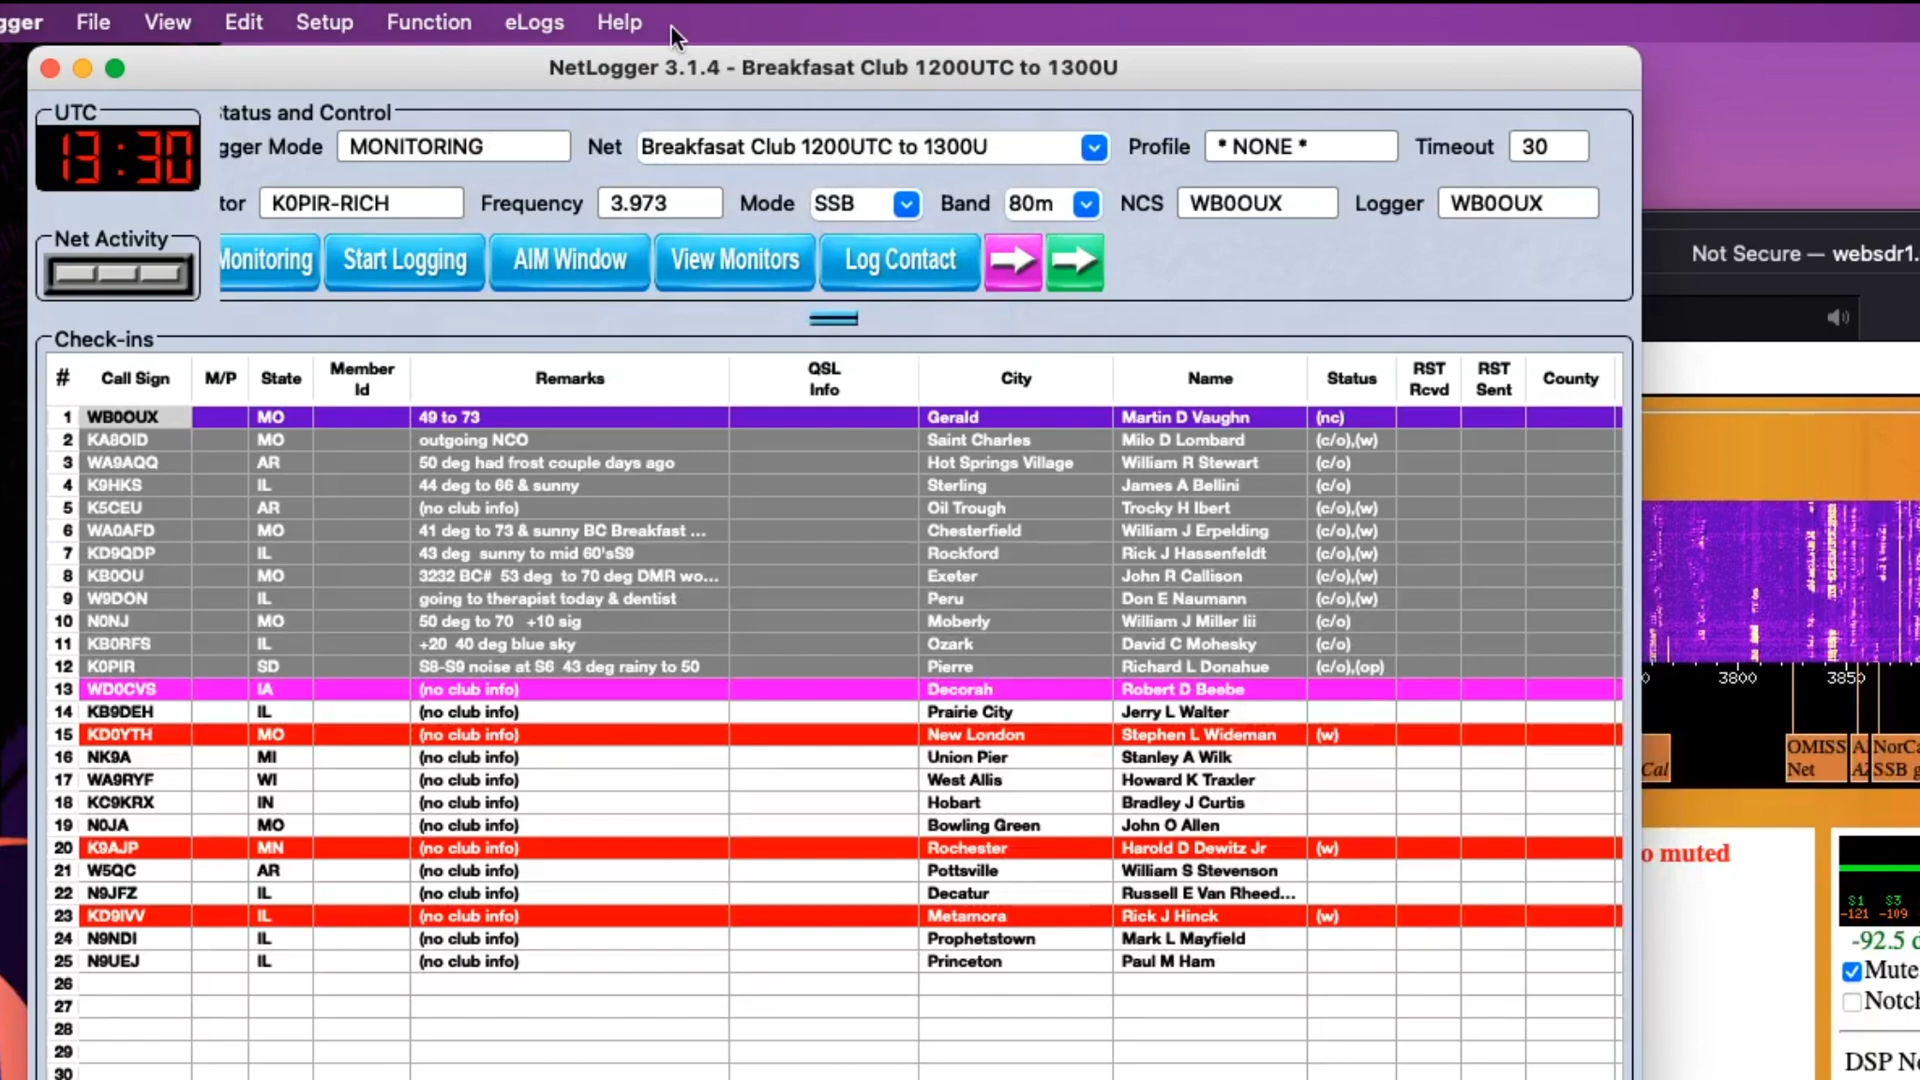 gger File View Edit Setup Function eLogs Help
NetLogger 3.1.4 - Breakfasat Club 1200UTC to 1300U
UTC
13:30
tatus and Control
gger Mode MONITORING Net Breakfasat Club 1200UTC to 1300U Profile * NONE * Timeout 30
tor K0PIR-RICH Frequency 3.973 Mode SSB Band 80m NCS WB0OUX Logger WB0OUX
Net Activity
Monitoring Start Logging AIM Window View Monitors Log Contact
Check-ins
# Call Sign M/P State Member Id Remarks QSL Info City Name Status RST Rcvd RST Sent County
1 WB0OUX MO 49 to 73 Gerald Martin D Vaughn (nc)
2 KA8OID MO outgoing NCO Saint Charles Milo D Lombard (c/o),(w)
3 WA9AQQ AR 50 deg had frost couple days ago Hot Springs Village William R Stewart (c/o)
4 K9HKS IL 44 deg to 66 & sunny Sterling James A Bellini (c/o)
5 K5CEU AR (no club info) Oil Trough Trocky H Ibert (c/o),(w)
6 WA0AFD MO 41 deg to 73 & sunny BC Breakfast ... Chesterfield William J Erpelding (c/o),(w)
7 KD9QDP IL 43 deg sunny to mid 60'sS9 Rockford Rick J Hassenfeldt (c/o),(w)
8 KB0OU MO 3232 BC# 53 deg to 70 deg DMR wo... Exeter John R Callison (c/o),(w)
9 W9DON IL going to therapist today & dentist Peru Don E Naumann (c/o),(w)
10 N0NJ MO 50 deg to 70 +10 sig Moberly William J Miller Iii (c/o)
11 KB0RFS IL +20 40 deg blue sky Ozark David C Mohesky (c/o)
12 K0PIR SD S8-S9 noise at S6 43 deg rainy to 50 Pierre Richard L Donahue (c/o),(op)
13 WD0CVS IA (no club info) Decorah Robert D Beebe
14 KB9DEH IL (no club info) Prairie City Jerry L Walter
15 KD0YTH MO (no club info) New London Stephen L Wideman (w)
16 NK9A MI (no club info) Union Pier Stanley A Wilk
17 WA9RYF WI (no club info) West Allis Howard K Traxler
18 KC9KRX IN (no club info) Hobart Bradley J Curtis
19 N0JA MO (no club info) Bowling Green John O Allen
20 K9AJP MN (no club info) Rochester Harold D Dewitz Jr (w)
21 W5QC AR (no club info) Pottsville William S Stevenson
22 N9JFZ IL (no club info) Decatur Russell E Van Rheed...
23 KD9IVV IL (no club info) Metamora Rick J Hinck (w)
24 N9NDI IL (no club info) Prophetstown Mark L Mayfield
25 N9UEJ IL (no club info) Princeton Paul M Ham
26
27
28
29
30
Not Secure — websdr1.
0 3800 3850
Cal
OMISS Net
A AZ
NorCa SSB g
o muted
S1 S3
-121 -109
-92.5 d
Mute
Notch
DSP No